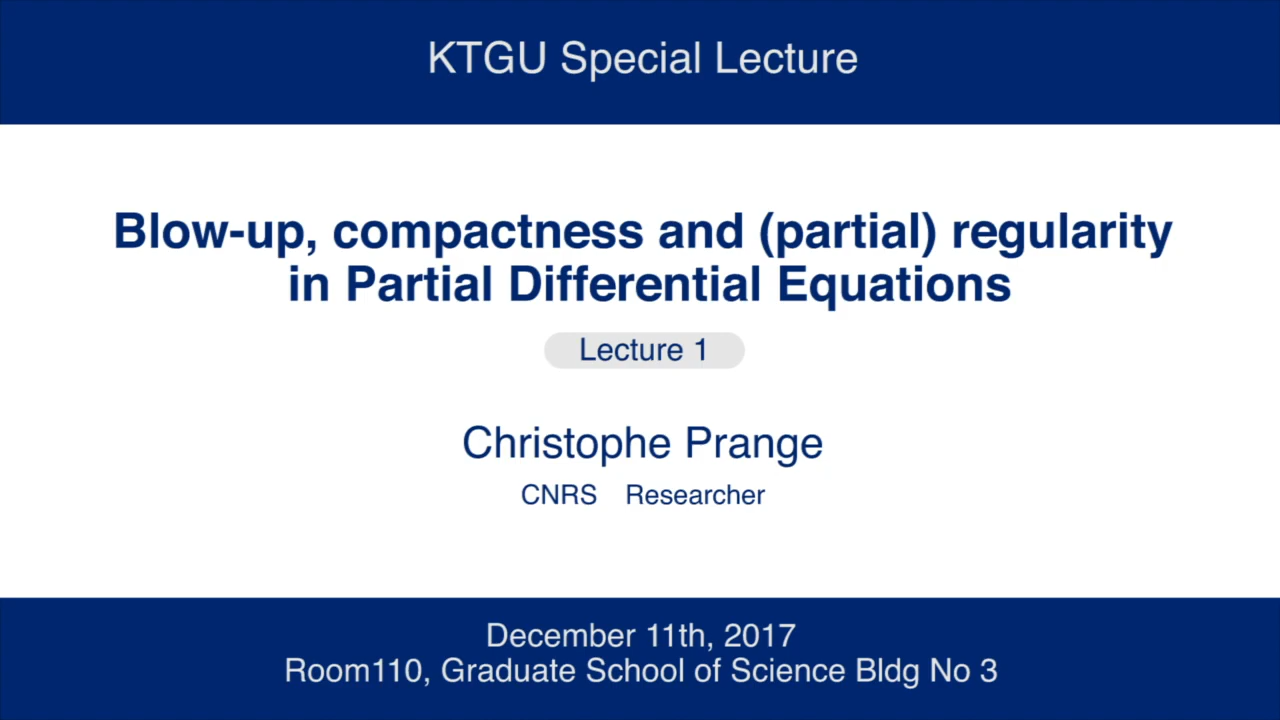 KTGU Special Lecture
Blow-up, compactness and (partial) regularity
in Partial Differential Equations
Lecture 1
Christophe Prange
CNRS Researcher
December 11th, 2017
Room110, Graduate School of Science Bldg No 3